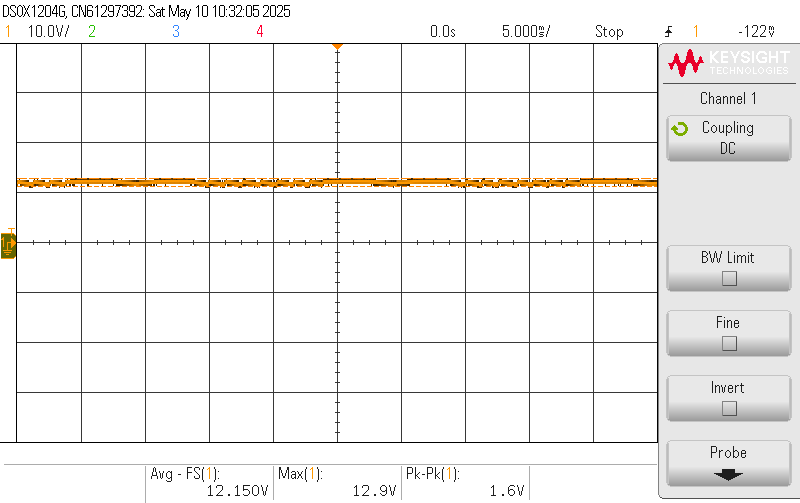 DSOX1204G, CN61297392: Sat May 10 10:32:05 2025
1 10.0V/ 2 3 4 0.0s 5.000s/ Stop 1 -122V
KEYSIGHT
TECHNOLOGIES
Channel 1
Coupling
DC
BW Limit
Fine
Invert
Probe
Avg - FS(1): Max(1): Pk-Pk(1):
12.150V 12.9V 1.6V